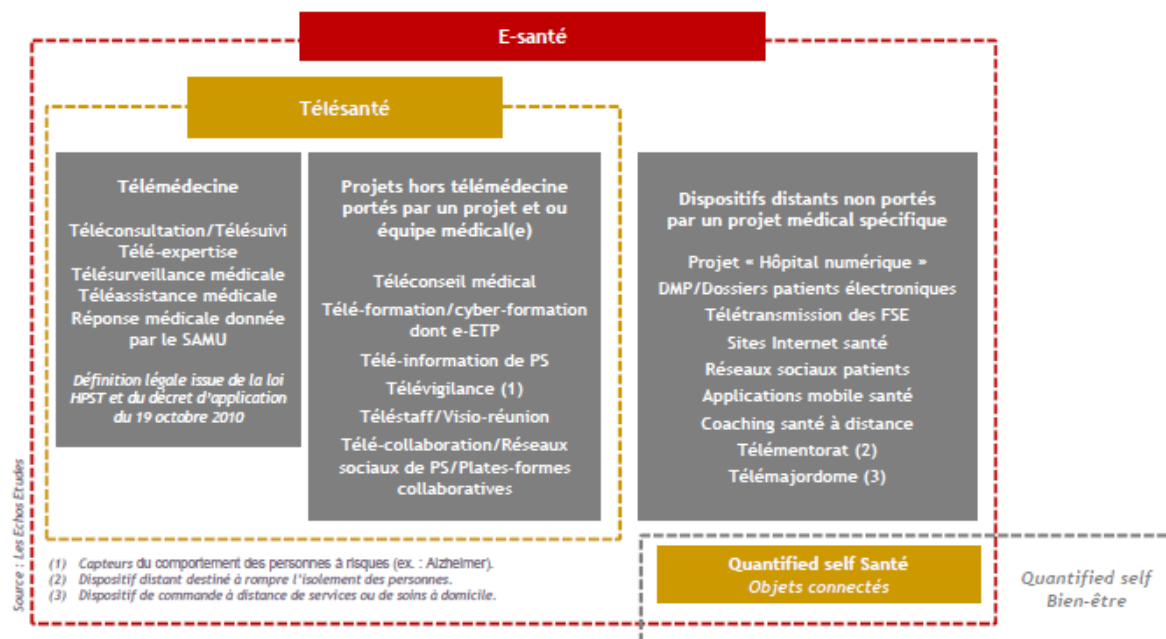 E-santé
Télésanté
Télémédecine
Téléconsultation/Télésuivi
Télé-expertise
Télésurveillance médicale
Téléassistance médicale
Réponse médicale donnée
par le SAMU
Définition légale issue de la loi
HPST et du décret d'application
du 19 octobre 2010
Projets hors télémédecine
portés par un projet et ou
équipe médical(e)
Téléconseil médical
Télé-formation/cyber-formation
dont e-ETP
Télé-information de PS
Télévigilance (1)
Téléstaff/Visio-réunion
Télé-collaboration/Réseaux
sociaux de PS/Plates-formes
collaboratives
Dispositifs distants non portés
par un projet médical spécifique
Projet « Hôpital numérique »
DMP/Dossiers patients électroniques
Télétransmission des FSE
Sites Internet santé
Réseaux sociaux patients
Applications mobile santé
Coaching santé à distance
Télémentorat (2)
Télémajordome (3)
Quantified self Santé
Objets connectés
Quantified self
Bien-être
(1) Capteurs du comportement des personnes à risques (ex. : Alzheimer).
(2) Dispositif distant destiné à rompre l'isolement des personnes.
(3) Dispositif de commande à distance de services ou de soins à domicile.
Source : Les Echos Etudes